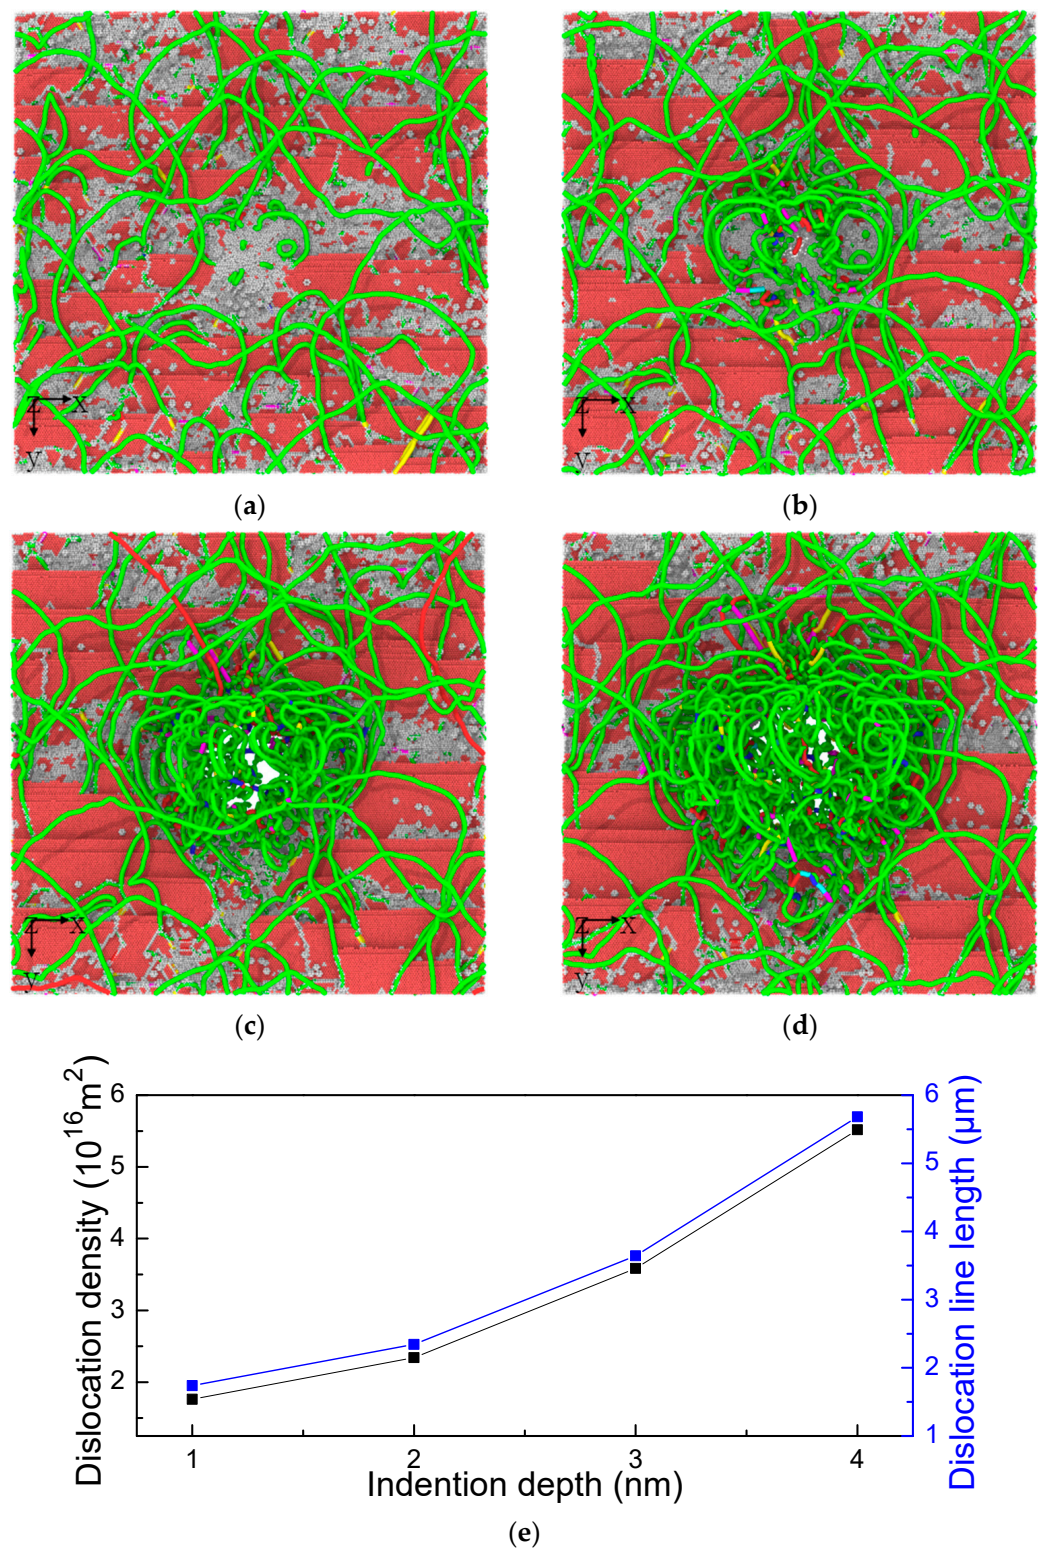 z x
y
z x
y
(a)
(b)
z x
y
z x
y
(c)
(d)
Dislocation density (10^16m^2)
6
5
4
3
2
6
5
4
3
2
1
Dislocation line length (μm)
1 2 3 4
Indention depth (nm)
(e)